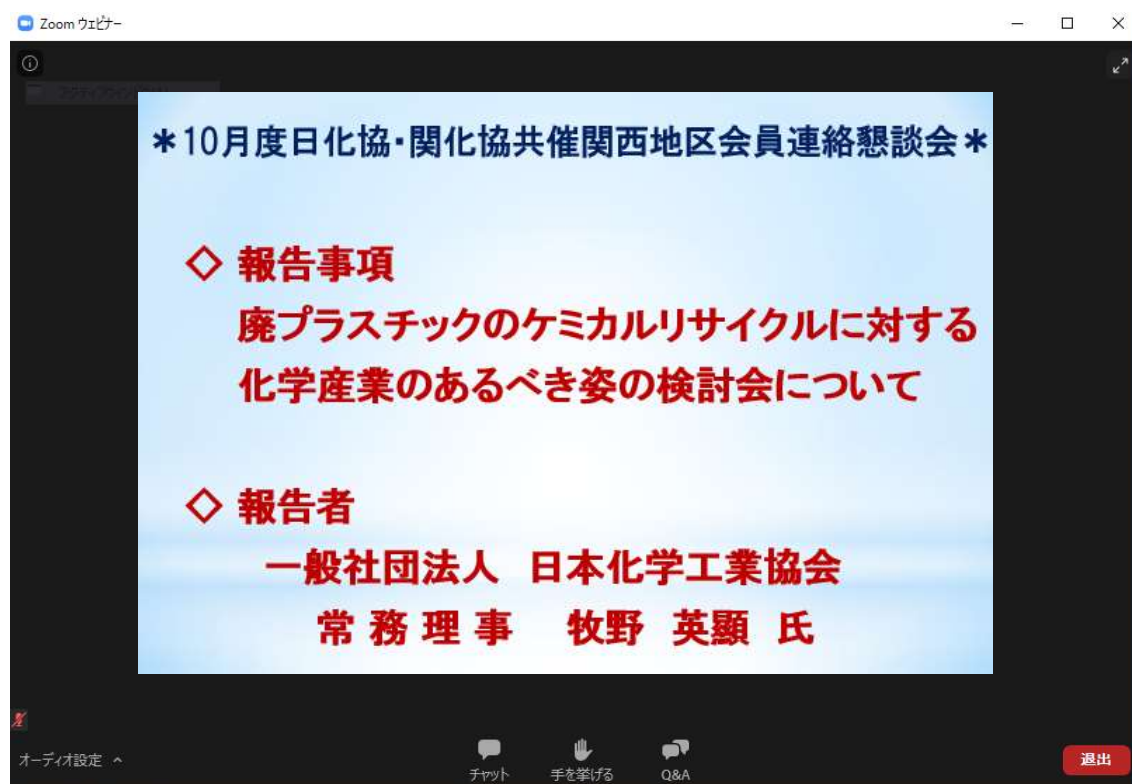 Zoom ウェビナー
＊10月度日化協・関化協共催関西地区会員連絡懇談会＊
◇ 報告事項
廃プラスチックのケミカルリサイクルに対する
化学産業のあるべき姿の検討会について
◇ 報告者
一般社団法人 日本化学工業協会
常務理事 牧野 英顯 氏
オーディオ設定
チャット
手を挙げる
Q&A
退出